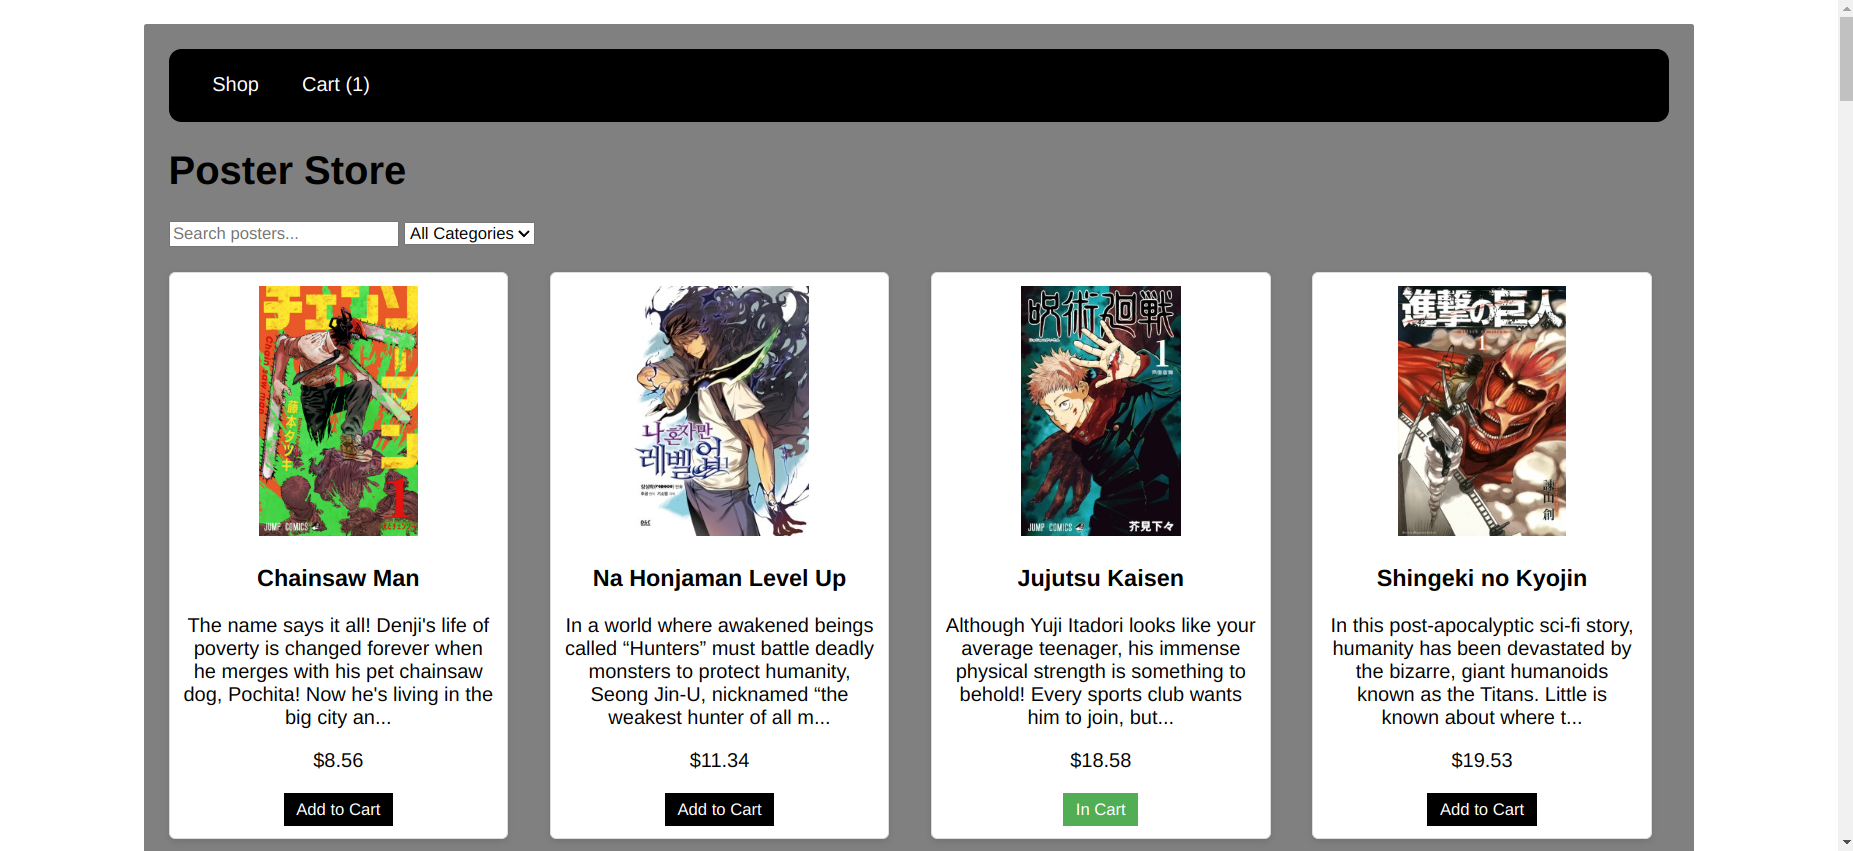 Shop Cart (1)
Poster Store
Search posters... All Categories
チェンソー
マン
Chainsaw man
藤本タツキ
1
JUMP COMICS
나 혼자만
레벨업
1
呪術廻戦
1
芥見下々
JUMP COMICS
進撃の巨人
1
諫山創
Chainsaw Man
The name says it all! Denji's life of
poverty is changed forever when
he merges with his pet chainsaw
dog, Pochita! Now he's living in the
big city an...
$8.56
Add to Cart
Na Honjaman Level Up
In a world where awakened beings
called “Hunters” must battle deadly
monsters to protect humanity,
Seong Jin-U, nicknamed “the
weakest hunter of all m...
$11.34
Add to Cart
Jujutsu Kaisen
Although Yuji Itadori looks like your
average teenager, his immense
physical strength is something to
behold! Every sports club wants
him to join, but...
$18.58
In Cart
Shingeki no Kyojin
In this post-apocalyptic sci-fi story,
humanity has been devastated by
the bizarre, giant humanoids
known as the Titans. Little is
known about where t...
$19.53
Add to Cart